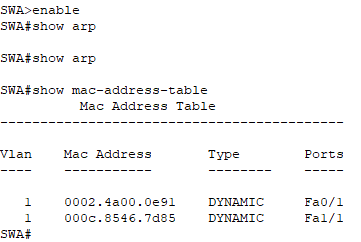 SWA>enable
SWA#show arp
SWA#show arp
SWA#show mac-address-table
Mac Address Table
-------------------------------------------
Vlan    Mac Address       Type        Ports
----    -----------       --------    -----
1    0002.4a00.0e91    DYNAMIC     Fa0/1
1    000c.8546.7d85    DYNAMIC     Fa1/1
SWA#